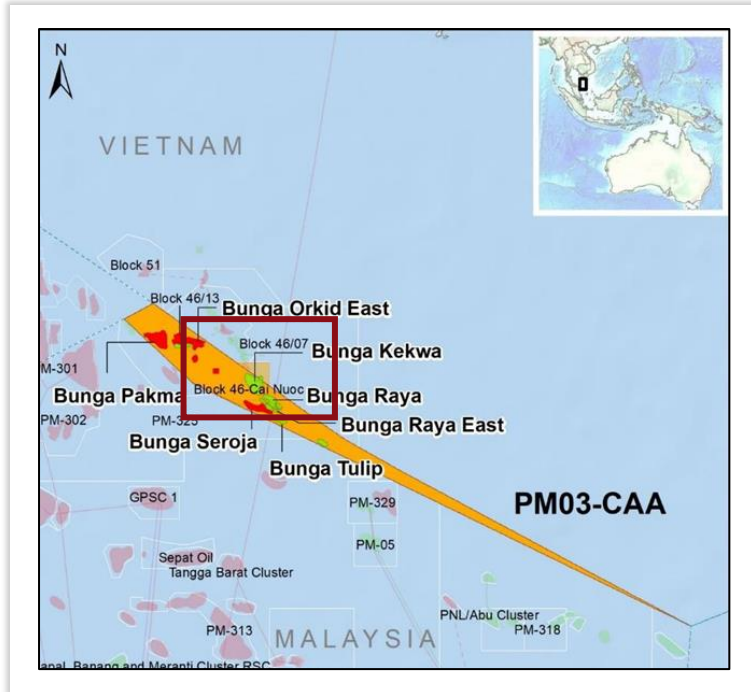 N
VIETNAM
Block 51
Block 46/13
Bunga Orkid East
Block 46/07
Bunga Kekwa
M-301
Block 46-Cai Nuoc
Bunga Pakma
Bunga Raya
PM-302
PM-325
Bunga Raya East
Bunga Seroja
Bunga Tulip
GPSC 1
PM-329
PM03-CAA
PM-05
Sepat Oil
Tangga Barat Cluster
PNL/Abu Cluster
PM-313
PM-318
MALAYSIA
apal, Banang and Meranti Cluster RSC